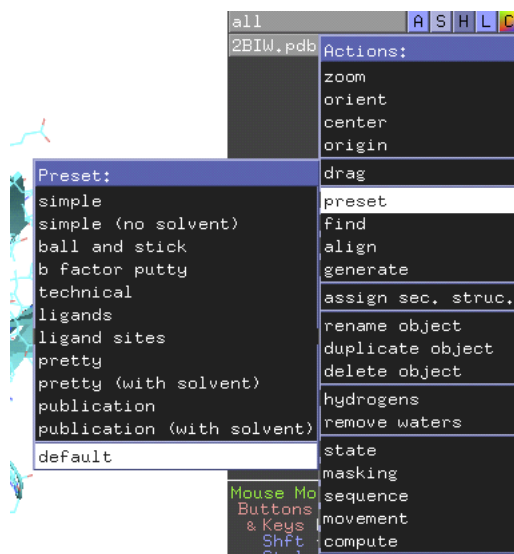 all A S H L C
2BIW.pdb
Actions:
zoom
orient
center
origin
drag
preset
find
align
generate
assign sec. struc.
rename object
duplicate object
delete object
hydrogens
remove waters
state
masking
sequence
movement
compute
Preset:
simple
simple (no solvent)
ball and stick
b factor putty
technical
ligands
ligand sites
pretty
pretty (with solvent)
publication
publication (with solvent)
default
Mouse Mo
Buttons
& Keys
Shft